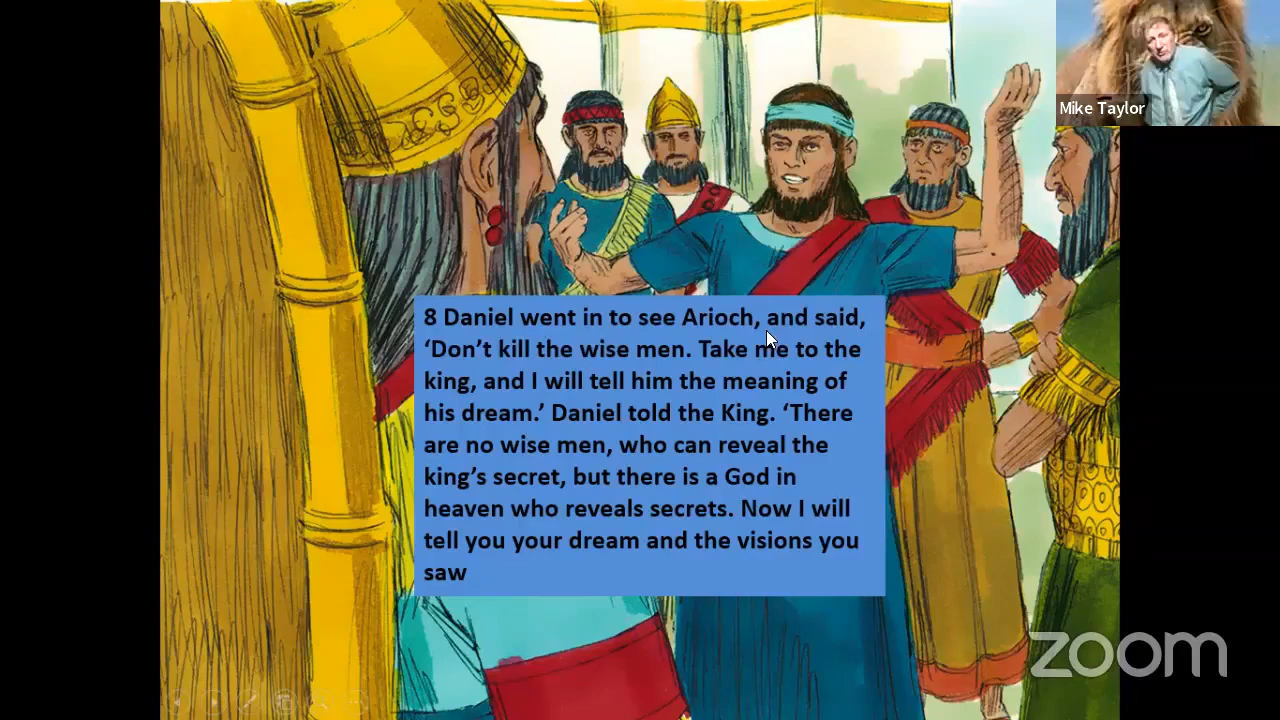 Mike Taylor
8 Daniel went in to see Arioch, and said,
‘Don’t kill the wise men. Take me to the
king, and I will tell him the meaning of
his dream.’ Daniel told the King. ‘There
are no wise men, who can reveal the
king’s secret, but there is a God in
heaven who reveals secrets. Now I will
tell you your dream and the visions you
saw
zoom